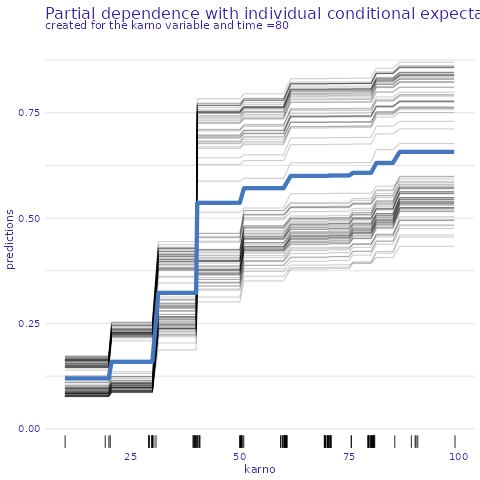 Partial dependence with individual conditional expecta
created for the karno variable and time =80
0.75
0.50
0.25
0.00
predictions
25
50
75
100
karno